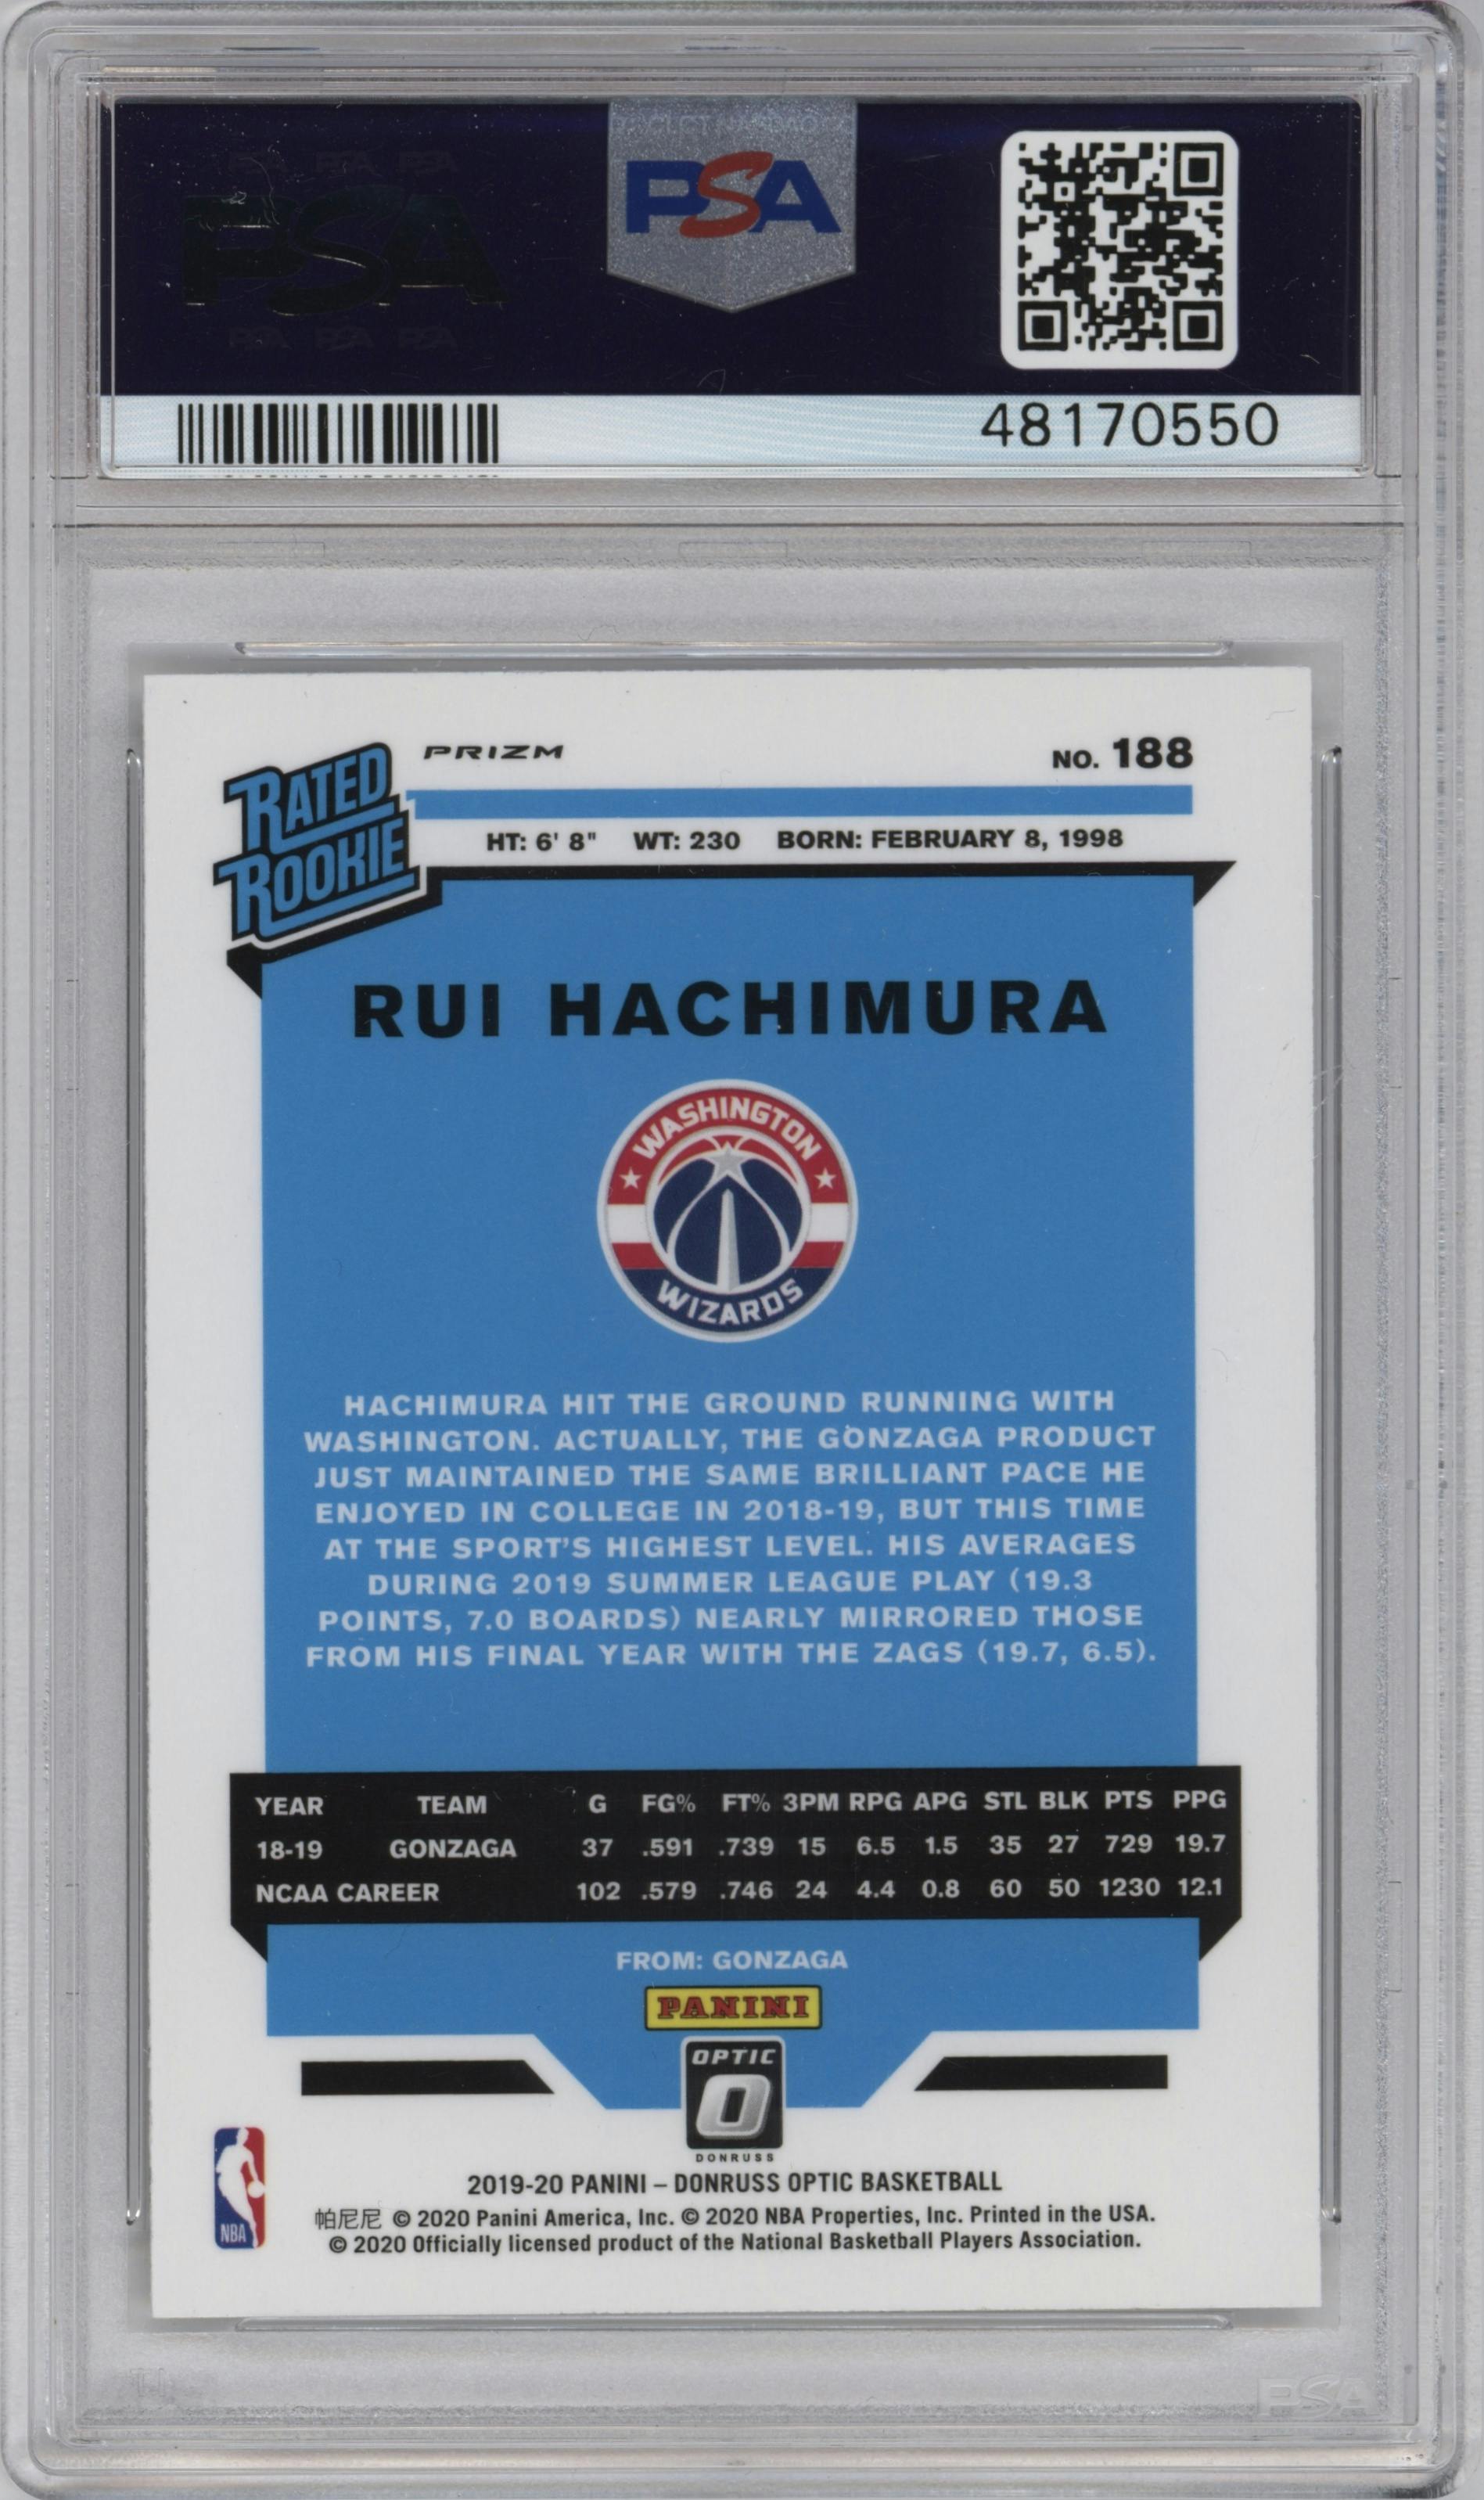 PSA
PSA
48170550
RATED
ROOKIE
PRIZM
NO. 188
HT: 6' 8" WT: 230 BORN: FEBRUARY 8, 1998
RUI HACHIMURA
WASHINGTON
WIZARDS
HACHIMURA HIT THE GROUND RUNNING WITH
WASHINGTON. ACTUALLY, THE GONZAGA PRODUCT
JUST MAINTAINED THE SAME BRILLIANT PACE HE
ENJOYED IN COLLEGE IN 2018-19, BUT THIS TIME
AT THE SPORT'S HIGHEST LEVEL. HIS AVERAGES
DURING 2019 SUMMER LEAGUE PLAY (19.3
POINTS, 7.0 BOARDS) NEARLY MIRRORED THOSE
FROM HIS FINAL YEAR WITH THE ZAGS (19.7, 6.5).
YEAR TEAM G FG% FT% 3PM RPG APG STL BLK PTS PPG
18-19 GONZAGA 37 .591 .739 15 6.5 1.5 35 27 729 19.7
NCAA CAREER 102 .579 .746 24 4.4 0.8 60 50 1230 12.1
FROM: GONZAGA
PANINI
OPTIC
O
DONRUSS
NBA
2019-20 PANINI – DONRUSS OPTIC BASKETBALL
帕尼尼 © 2020 Panini America, Inc. © 2020 NBA Properties, Inc. Printed in the USA.
© 2020 Officially licensed product of the National Basketball Players Association.
PSA